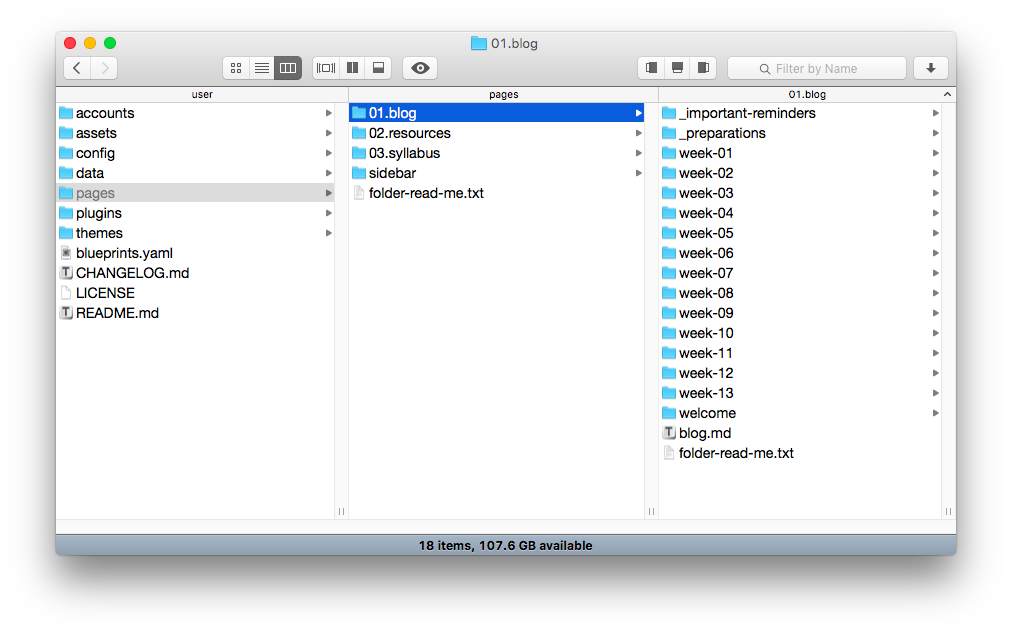 01.blog
Filter by Name
user
pages
01.blog
accounts
assets
config
data
pages
plugins
themes
blueprints.yaml
CHANGELOG.md
LICENSE
README.md
01.blog
02.resources
03.syllabus
sidebar
folder-read-me.txt
_important-reminders
_preparations
week-01
week-02
week-03
week-04
week-05
week-06
week-07
week-08
week-09
week-10
week-11
week-12
week-13
welcome
blog.md
folder-read-me.txt
18 items, 107.6 GB available